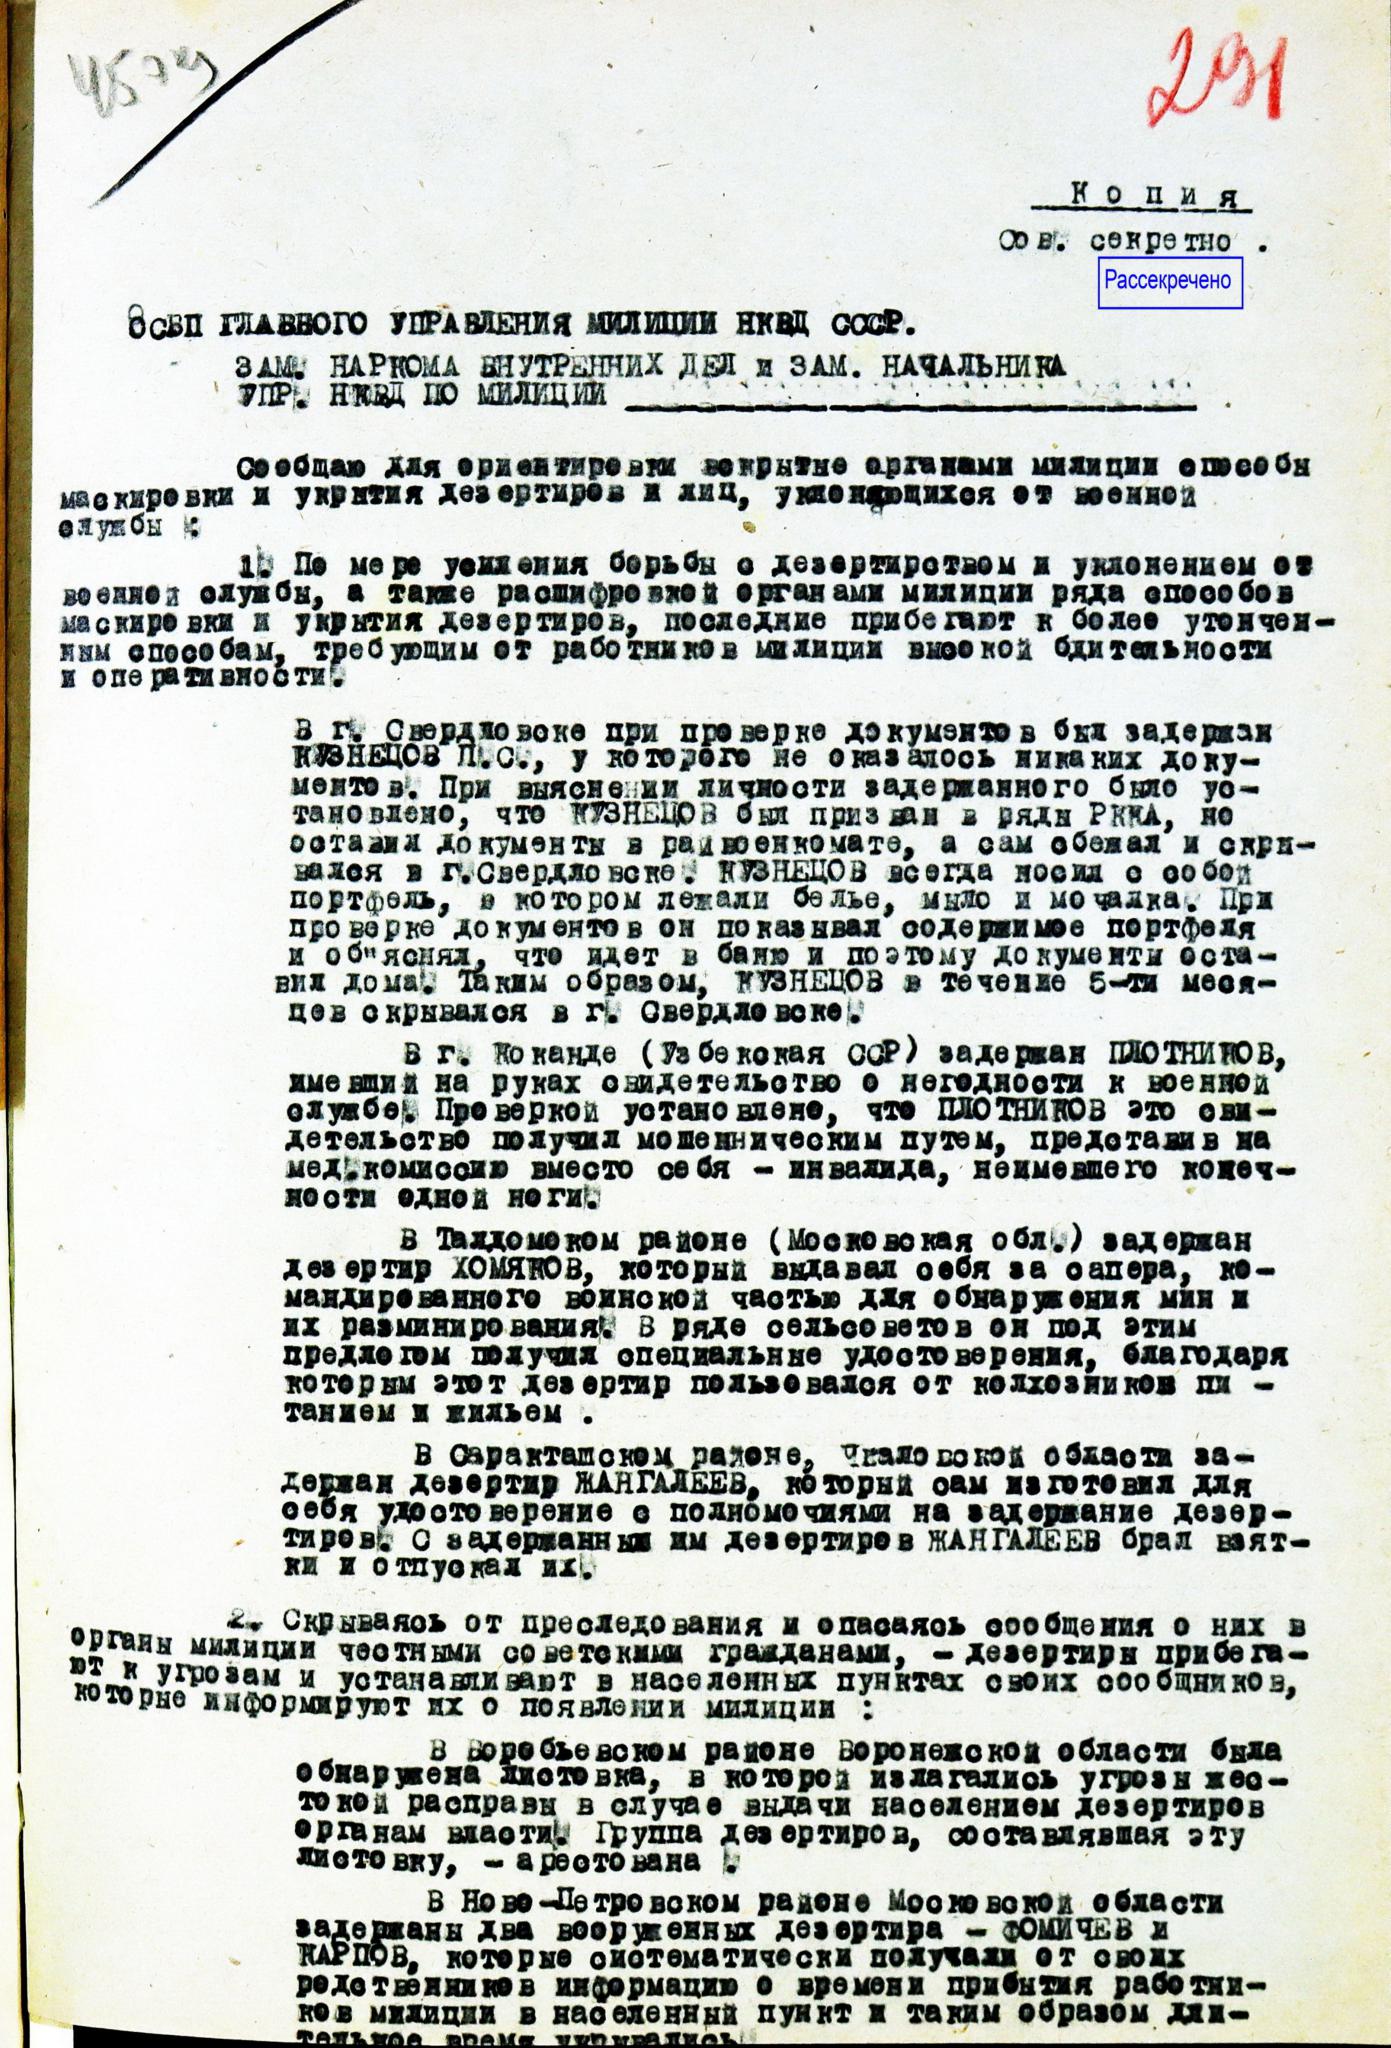 291
К о п и я
Сов. секретно .
Рассекречено
ГЛАВНОГО УПРАВЛЕНИЯ МИЛИЦИИ НКВД СССР.
ЗАМ. НАРКОМА ВНУТРЕННИХ ДЕЛ и ЗАМ. НАЧАЛЬНИКА
УПР. НКВД ПО МИЛИЦИИ
Сообщаю для ориентировки вскрытые органами милиции способы
маскировки и укрытия дезертиров и лиц, уклоняющихся от военной
службы :
1. По мере усиления борьбы с дезертирством и уклонением от
военной службы, а также расшифровкой органами милиции ряда способов
маскировки и укрытия дезертиров, последние прибегают к более утончен-
ным способам, требующим от работников милиции высокой бдительности
и оперативности.
В г. Свердловске при проверке документов был задержан
КУЗНЕЦОВ П.С., у которого не оказалось никаких доку-
ментов. При выяснении личности задержанного было ус-
тановлено, что КУЗНЕЦОВ был призван в ряды РККА, но
оставил документы в райвоенкомате, а сам сбежал и скры-
вался в г.Свердловске. КУЗНЕЦОВ всегда носил с собой
портфель, в котором лежали белье, мыло и мочалка. При
проверке документов он показывал содержимое портфеля
и об"яснял, что идет в баню и поэтому документы оста-
вил дома. Таким образом, КУЗНЕЦОВ в течение 5-ти меся-
цев скрывался в г. Свердловске.
В г. Коканде (Узбекская ССР) задержан ПЛОТНИКОВ,
имевший на руках свидетельство о негодности к военной
службе. Проверкой установлено, что ПЛОТНИКОВ это сви-
детельство получил мошенническим путем, представив на
мед.комиссию вместо себя - инвалида, неимевшего конеч-
ности одной ноги.
В Талдомском районе (Московская обл.) задержан
дезертир ХОМЯКОВ, который выдавал себя за сапера, ко-
мандированного воинской частью для обнаружения мин и
их разминирования. В ряде сельсоветов он под этим
предлогом получил специальные удостоверения, благодаря
которым этот дезертир пользовался от колхозников пи -
танием и жильем .
В Саракташском районе, Чкаловской области за-
держан дезертир ЖАНГАЛЕЕВ, который сам изготовил для
себя удостоверение с полномочиями на задержание дезер-
тиров. С задержанных им дезертиров ЖАНГАЛЕЕВ брал взят-
ки и отпускал их.
2. Скрываясь от преследования и опасаясь сообщения о них в
органы милиции честными советскими гражданами, - дезертиры прибега-
ют к угрозам и устанавливают в населенных пунктах своих сообщников,
которые информируют их о появлении милиции :
В Воробьевском районе Воронежской области была
обнаружена листовка, в которой излагались угрозы жес-
токой расправы в случае выдачи населением дезертиров
органам власти. Группа дезертиров, составлявшая эту
листовку, - арестована .
В Ново-Петровском районе Московской области
задержаны два вооруженных дезертира - ФОМИЧЕВ и
КАРПОВ, которые систематически получали от своих
родственников информацию о времени прибытия работни-
ков милиции в населенный пункт и таким образом дли-
тельное время укрывались